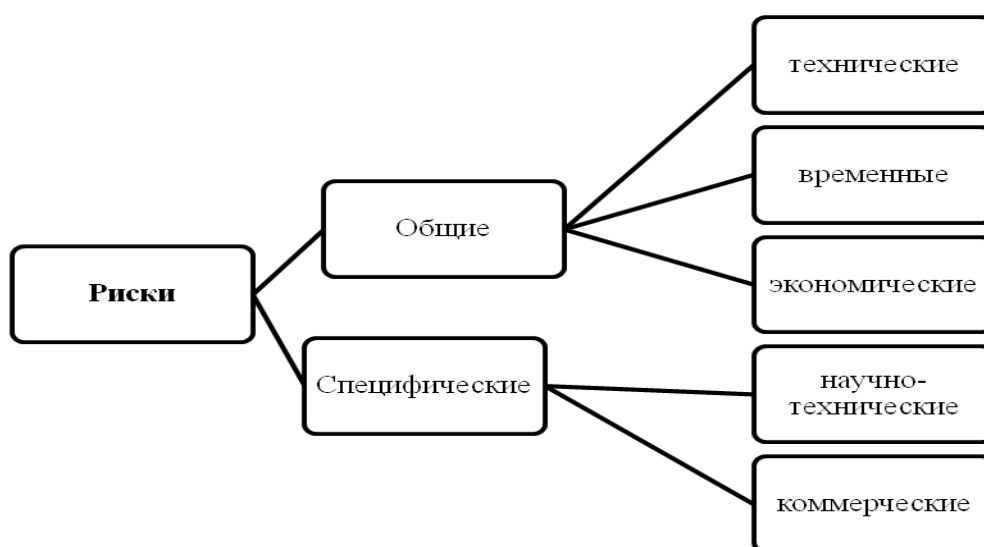 Риски
Общие
технические
временные
экономические
Специфические
научно-
технические
коммерческие